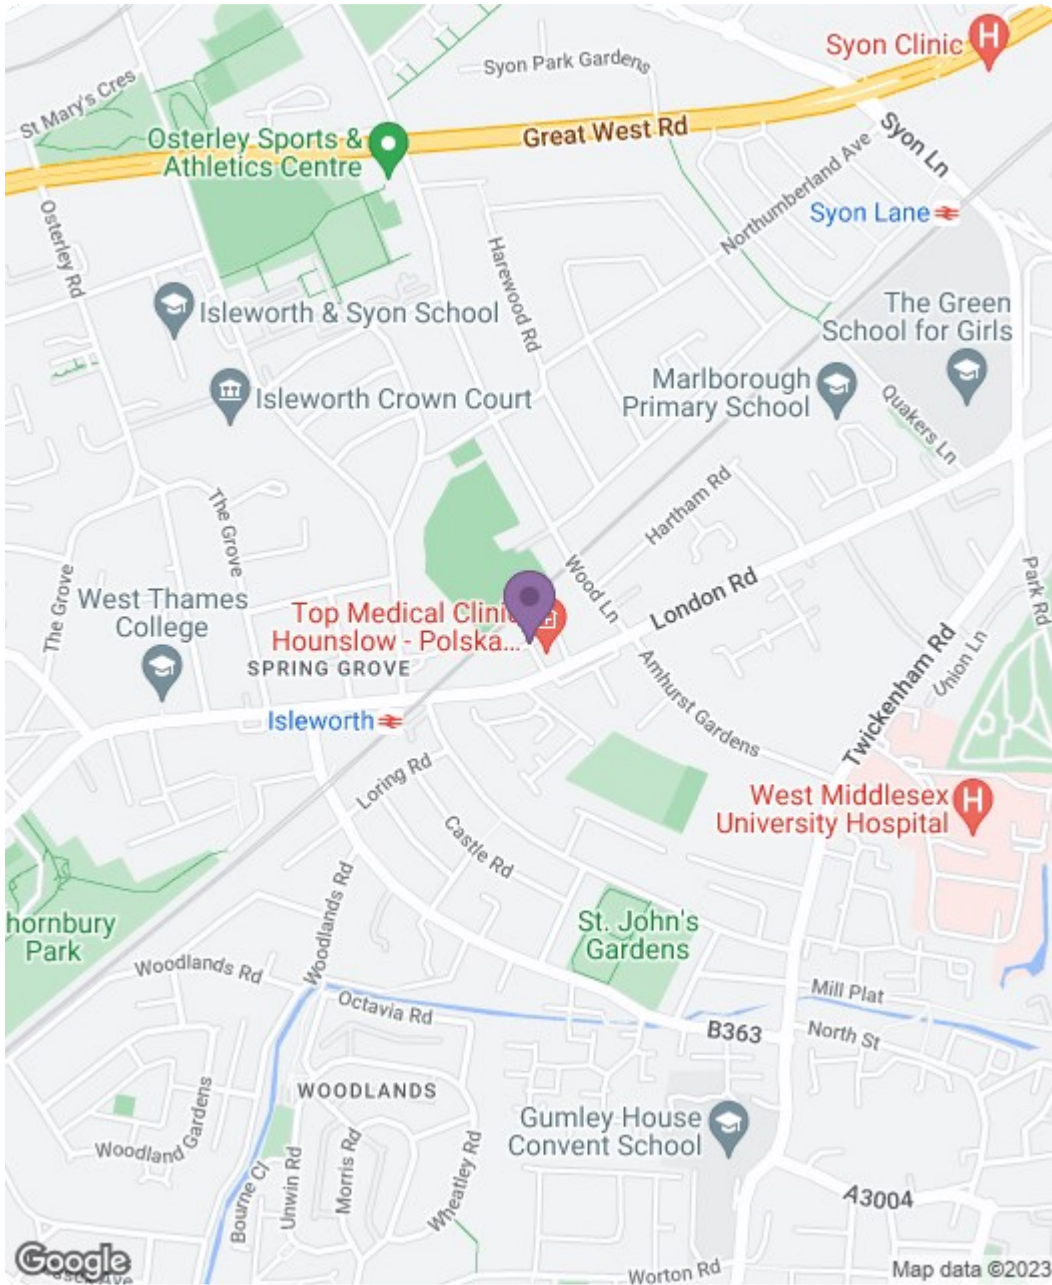 Syon Clinic
H
Syon Park Gardens
St Mary's Cres
Great West Rd
Osterley Sports &
Athletics Centre
Syon Ln
Northumberland Ave
Osterley Rd
Syon Lane
Harewood Rd
Isleworth & Syon School
The Green
School for Girls
Marlborough
Primary School
Isleworth Crown Court
Quakers Ln
The Grove
Hartham Rd
The Grove
Wood Ln
London Rd
Park Rd
West Thames
College
Top Medical Clinic
Hounslow - Polska...
SPRING GROVE
Twickenham Rd
Union Ln
Amhurst Gardens
Isleworth
Loring Rd
West Middlesex
University Hospital
H
Castle Rd
Woodlands Rd
hornbury
Park
St. John's
Gardens
Woodlands Rd
Octavia Rd
Mill Plat
B363
North St
WOODLANDS
Woodland Gardens
Gumley House
Convent School
Bourne Cl
Unwin Rd
Morris Rd
Wheatley Rd
A3004
Google
Worton Rd
Map data ©2023